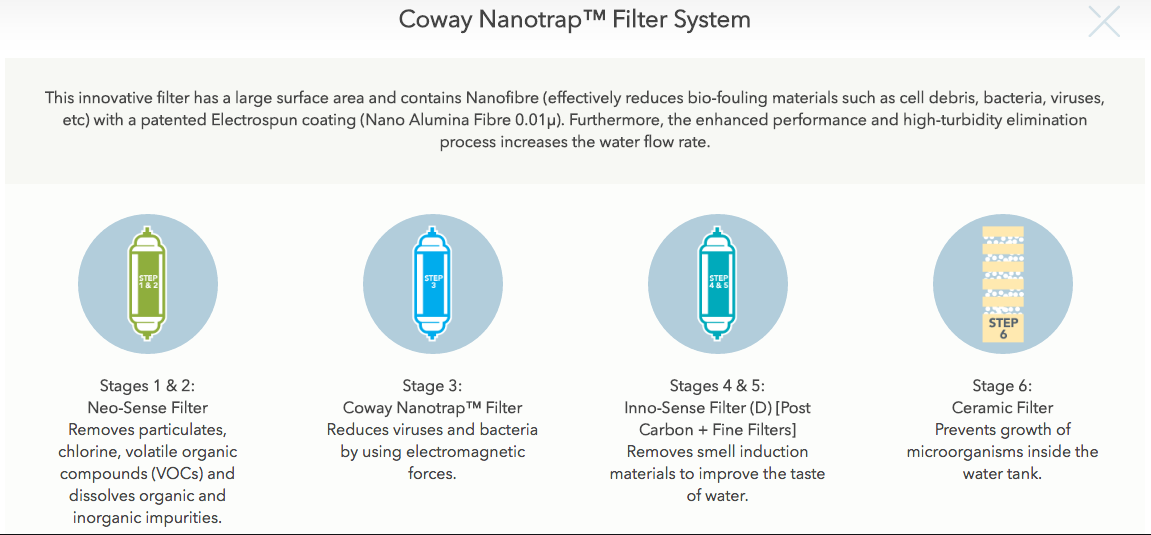 Coway Nanotrap™ Filter System
This innovative filter has a large surface area and contains Nanofibre (effectively reduces bio-fouling materials such as cell debris, bacteria, viruses,
etc) with a patented Electrospun coating (Nano Alumina Fibre 0.01µ). Furthermore, the enhanced performance and high-turbidity elimination
process increases the water flow rate.
STEP
1 & 2
STEP
3
STEP
4 & 5
STEP
6
Stages 1 & 2:
Neo-Sense Filter
Removes particulates,
chlorine, volatile organic
compounds (VOCs) and
dissolves organic and
inorganic impurities.
Stage 3:
Coway Nanotrap™ Filter
Reduces viruses and bacteria
by using electromagnetic
forces.
Stages 4 & 5:
Inno-Sense Filter (D) [Post
Carbon + Fine Filters]
Removes smell induction
materials to improve the taste
of water.
Stage 6:
Ceramic Filter
Prevents growth of
microorganisms inside the
water tank.